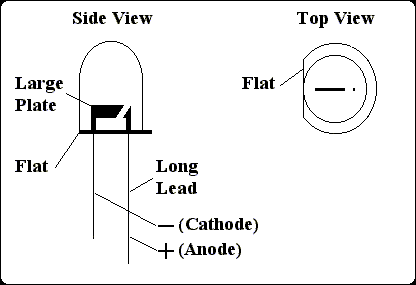 Side View
Top View
Large
Plate
Flat
Flat
Long
Lead
− (Cathode)
+ (Anode)